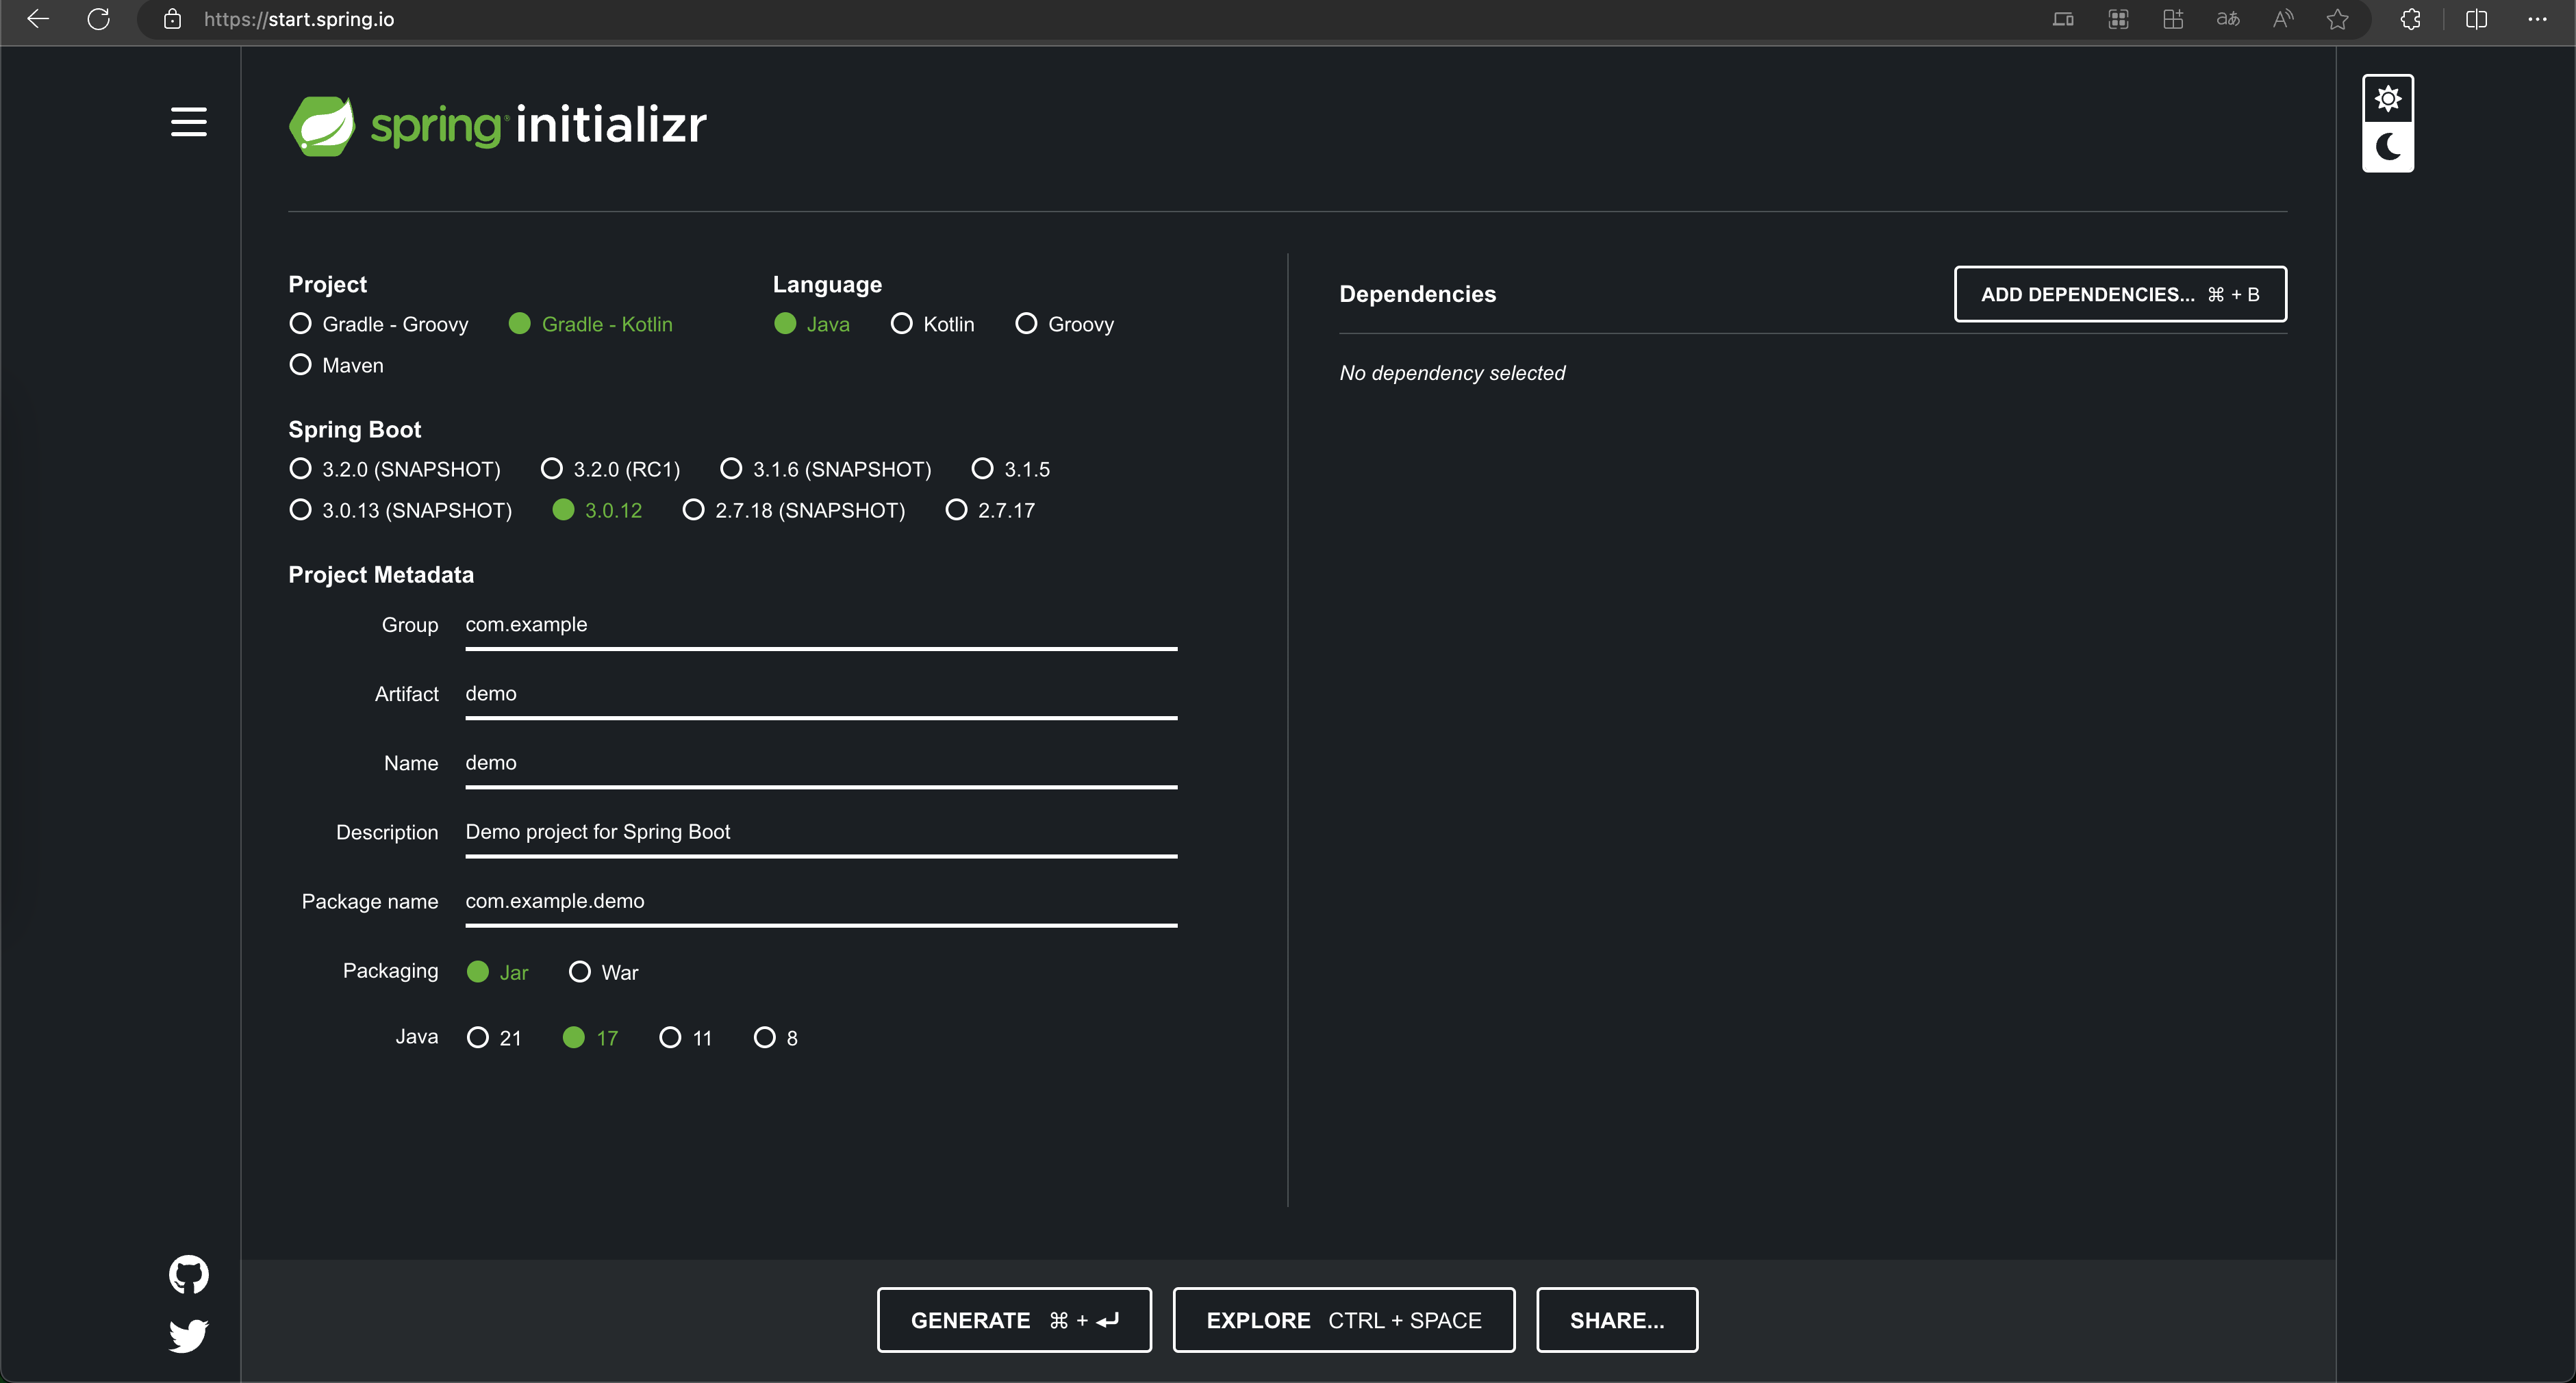 https://start.spring.io
spring initializr
Project
Gradle - Groovy Gradle - Kotlin
Maven
Language
Java Kotlin Groovy
Spring Boot
3.2.0 (SNAPSHOT) 3.2.0 (RC1) 3.1.6 (SNAPSHOT) 3.1.5
3.0.13 (SNAPSHOT) 3.0.12 2.7.18 (SNAPSHOT) 2.7.17
Project Metadata
Group com.example
Artifact demo
Name demo
Description Demo project for Spring Boot
Package name com.example.demo
Packaging Jar War
Java 21 17 11 8
Dependencies ADD DEPENDENCIES... ⌘ + B
No dependency selected
GENERATE ⌘ + ↵ EXPLORE CTRL + SPACE SHARE...